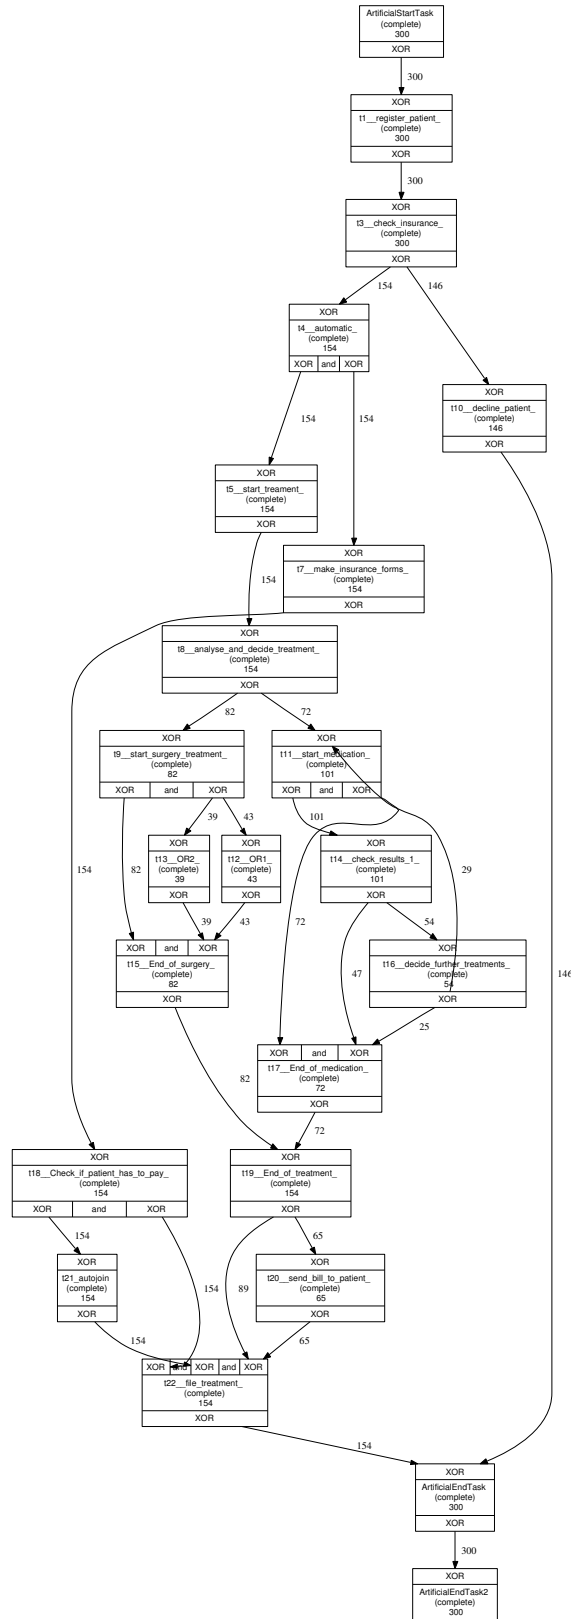 ArtificialStartTask
(complete)
300
XOR
300
XOR
t1__register_patient_
(complete)
300
XOR
300
XOR
t3__check_insurance_
(complete)
300
XOR
154
146
XOR
t4__automatic_
(complete)
154
XOR and XOR
XOR
t10__decline_patient_
(complete)
146
XOR
154
154
XOR
t5__start_treament_
(complete)
154
XOR
XOR
t7__make_insurance_forms_
(complete)
154
XOR
154
XOR
t8__analyse_and_decide_treatment_
(complete)
154
XOR
82
72
XOR
t9__start_surgery_treatment_
(complete)
82
XOR and XOR
XOR
t11__start_medication_
(complete)
101
XOR and XOR
39
43
101
XOR
t13__OR2_
(complete)
39
XOR
XOR
t12__OR1_
(complete)
43
XOR
XOR
t14__check_results_1_
(complete)
101
XOR
154
82
29
39
43
72
54
XOR and XOR
t15__End_of_surgery_
(complete)
82
XOR
XOR
t16__decide_further_treatments_
(complete)
54
XOR
47
146
25
XOR and XOR
t17__End_of_medication_
(complete)
72
XOR
82
72
XOR
t18__Check_if_patient_has_to_pay_
(complete)
154
XOR and XOR
XOR
t19__End_of_treatment_
(complete)
154
XOR
154
65
XOR
t21_autojoin
(complete)
154
XOR
XOR
t20__send_bill_to_patient_
(complete)
65
XOR
154
89
154
65
XOR and XOR and XOR
t22__file_treatment_
(complete)
154
XOR
154
XOR
ArtificialEndTask
(complete)
300
XOR
300
XOR
ArtificialEndTask2
(complete)
300